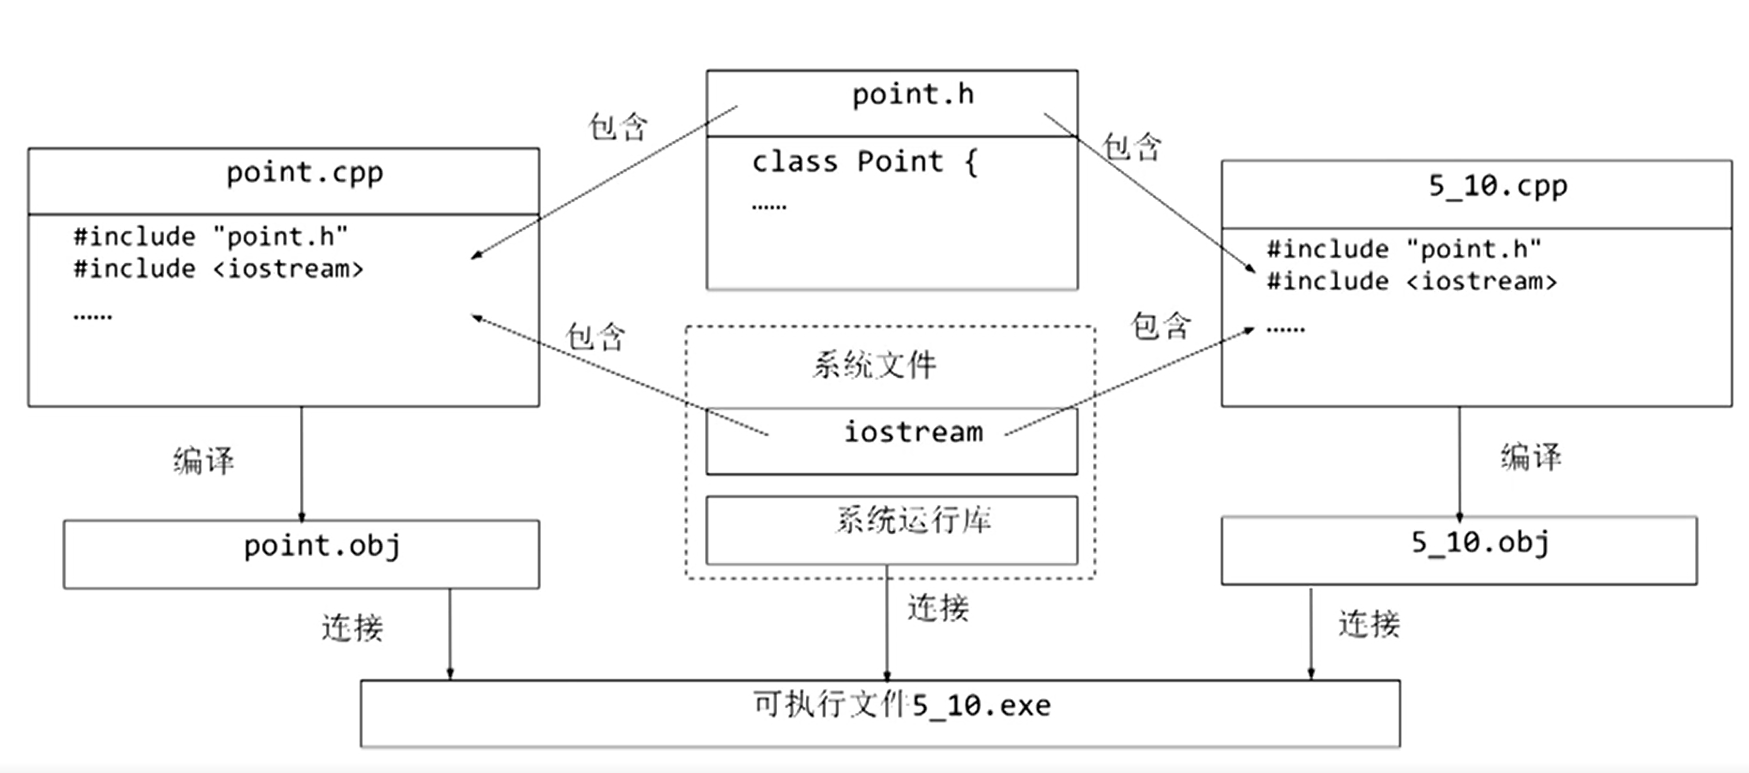 point.h
包含
包含
class Point {
……
point.cpp
#include "point.h"
#include <iostream>
……
5_10.cpp
#include "point.h"
#include <iostream>
……
包含
包含
系统文件
iostream
系统运行库
编译
编译
point.obj
5_10.obj
连接
连接
连接
可执行文件5_10.exe